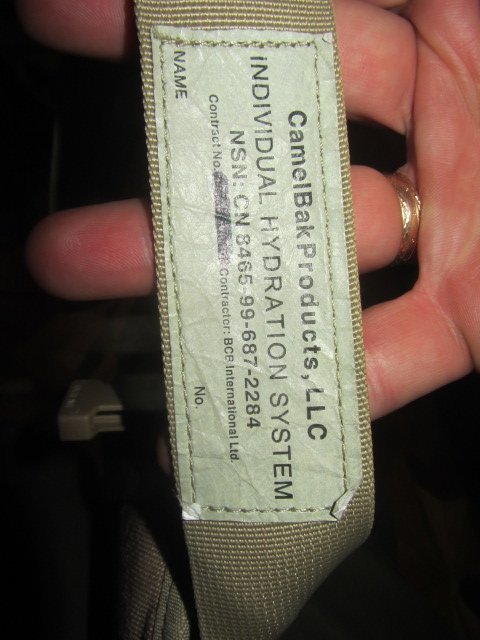 CamelBak Products, LLC
INDIVIDUAL HYDRATION SYSTEM
NSN: CN 8465-99-687-2284
Contract No. Contractor: BCB International Ltd.
NAME No.